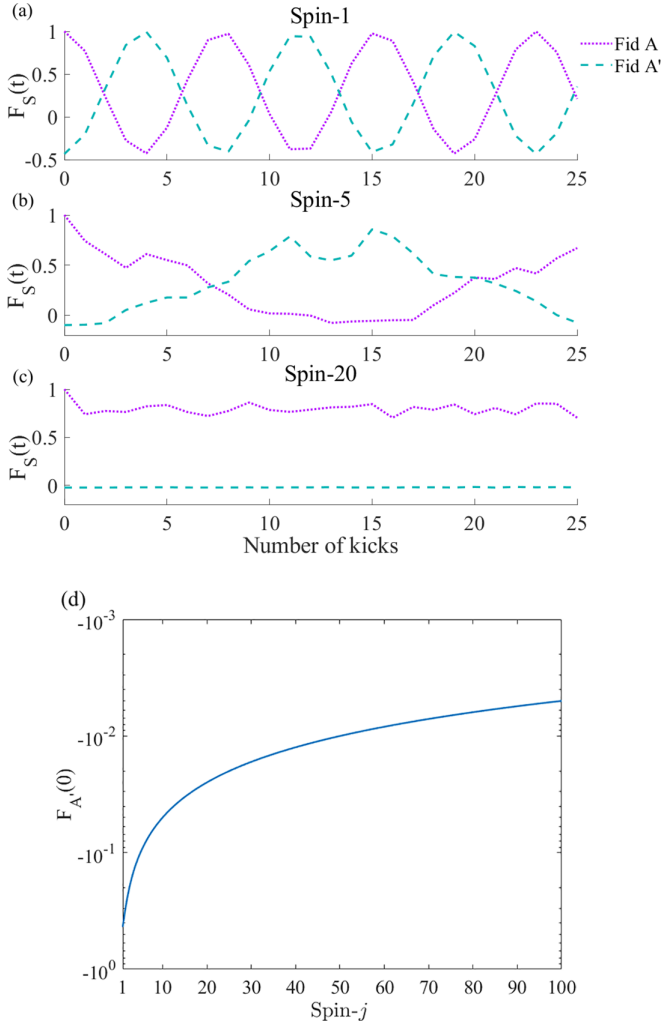 (a) Spin-1
1
0.5
0
-0.5
F_S(t)
0 5 10 15 20 25
Fid A
Fid A'
(b) Spin-5
1
0.5
0
F_S(t)
0 5 10 15 20 25
(c) Spin-20
1
0.5
0
F_S(t)
0 5 10 15 20 25
Number of kicks
(d)
-10^-3
-10^-2
-10^-1
-10^0
F_A'(0)
1 10 20 30 40 50 60 70 80 90 100
Spin-j